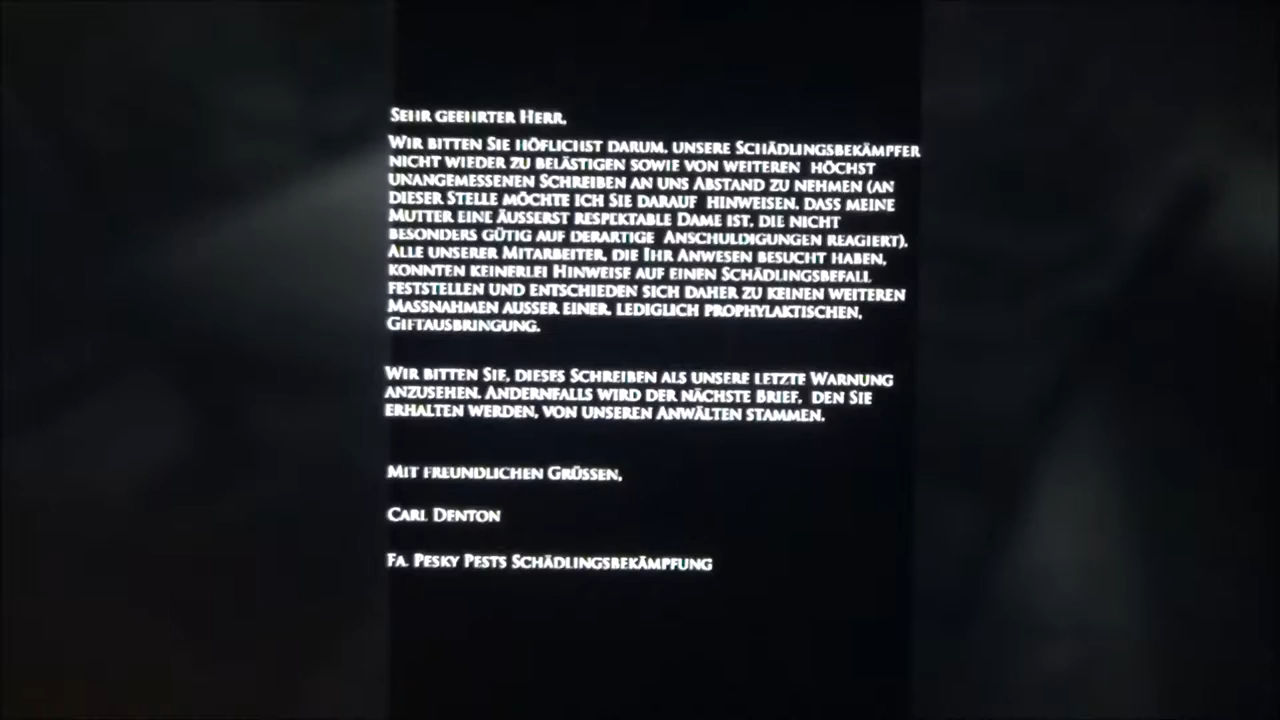 Sehr geehrter Herr,
Wir bitten Sie höflichst darum, unsere Schädlingsbekämpfer
nicht wieder zu belästigen sowie von weiteren höchst
unangemessenen Schreiben an uns Abstand zu nehmen (an
dieser Stelle möchte ich Sie darauf hinweisen, dass meine
Mutter eine äusserst respektable Dame ist, die nicht
besonders gütig auf derartige Anschuldigungen reagiert).
Alle unserer Mitarbeiter, die Ihr Anwesen besucht haben,
konnten keinerlei Hinweise auf einen Schädlingsbefall
feststellen und entschieden sich daher zu keinen weiteren
Massnahmen ausser einer, lediglich prophylaktischen,
Giftausbringung.
Wir bitten Sie, dieses Schreiben als unsere letzte Warnung
anzusehen. Andernfalls wird der nächste Brief, den Sie
erhalten werden, von unseren Anwälten stammen.
Mit freundlichen Grüssen,
Carl Denton
Fa. Pesky Pests Schädlingsbekämpfung